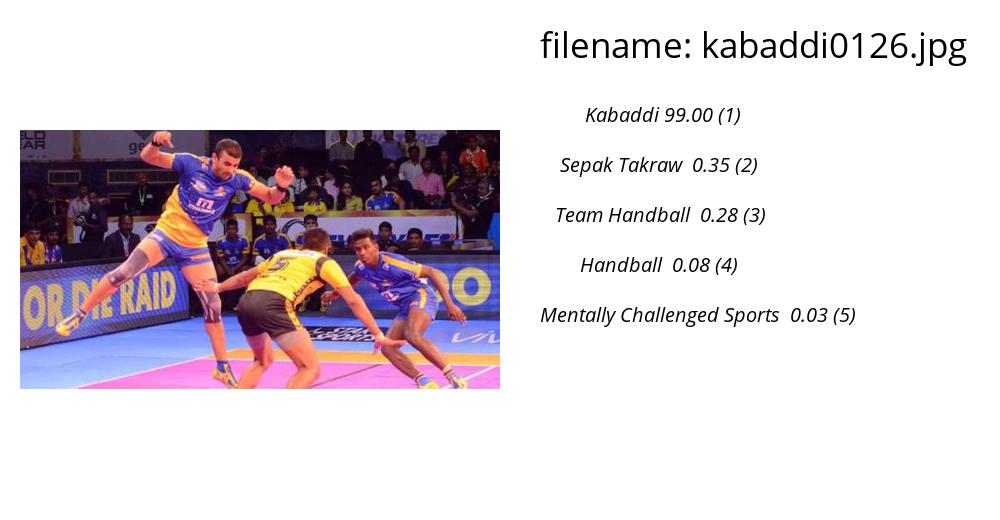 filename: kabaddi0126.jpg
Kabaddi 99.00 (1)
Sepak Takraw 0.35 (2)
Team Handball 0.28 (3)
Handball 0.08 (4)
Mentally Challenged Sports 0.03 (5)
OR DIE RAID
5